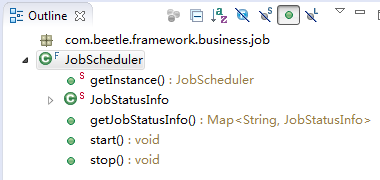 Outline
com.beetle.framework.business.job
JobScheduler
getInstance() : JobScheduler
JobStatusInfo
getJobStatusInfo() : Map<String, JobStatusInfo>
start() : void
stop() : void